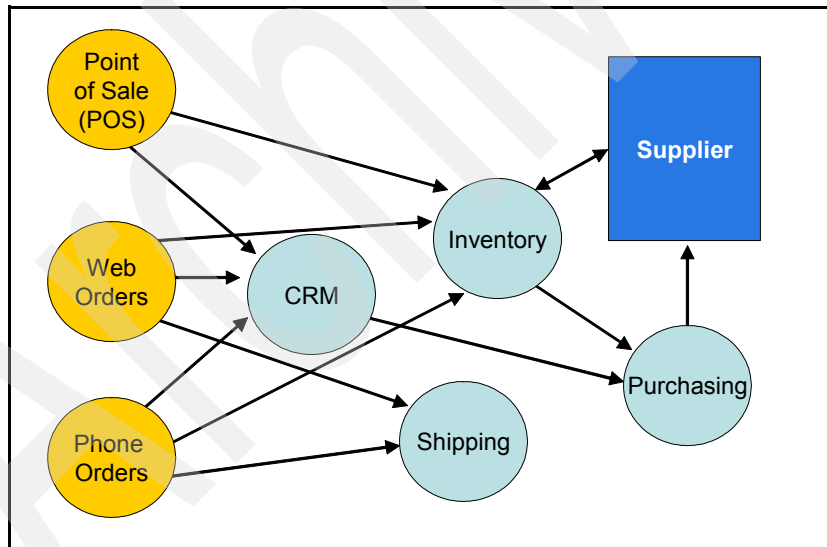 Point
of Sale
(POS)
Supplier
Inventory
Web
Orders
CRM
Purchasing
Phone
Orders
Shipping